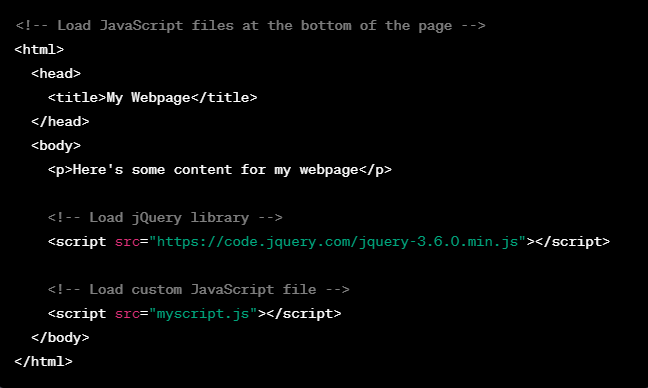 <!-- Load JavaScript files at the bottom of the page -->
<html>
  <head>
    <title>My Webpage</title>
  </head>
  <body>
    <p>Here's some content for my webpage</p>

    <!-- Load jQuery library -->
    <script src="https://code.jquery.com/jquery-3.6.0.min.js"></script>

    <!-- Load custom JavaScript file -->
    <script src="myscript.js"></script>
  </body>
</html>